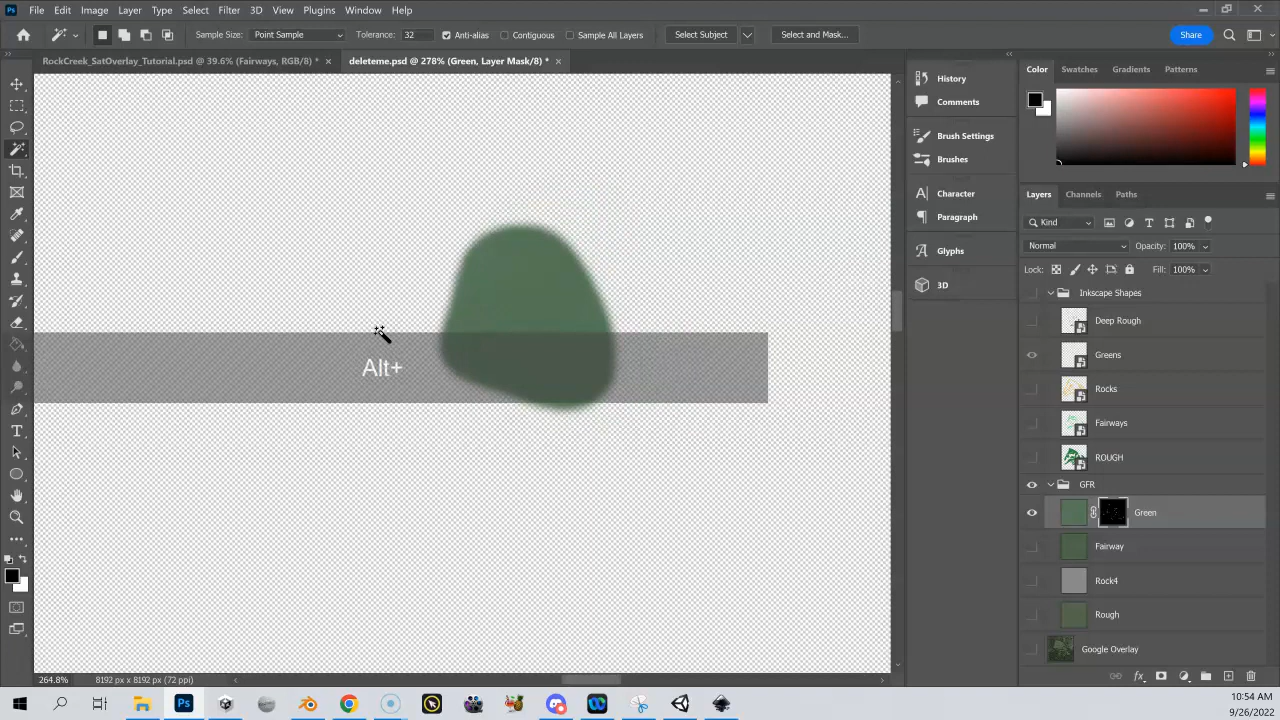 Ps File Edit Image Layer Type Select Filter 3D View Plugins Window Help
Sample Size: Point Sample Tolerance: 32 Anti-alias Contiguous Sample All Layers Select Subject Select and Mask... Share
RockCreek_SatOverlay_Tutorial.psd @ 39.6% (Fairways, RGB/8) * × deleteme.psd @ 278% (Green, Layer Mask/8) * ×
History
Comments
Brush Settings
Brushes
Character
Paragraph
Glyphs
3D
Color Swatches Gradients Patterns
Layers Channels Paths
Kind
Normal Opacity: 100%
Lock: Fill: 100%
Inkscape Shapes
Deep Rough
Greens
Rocks
Fairways
ROUGH
GFR
Green
Fairway
Rock4
Rough
Google Overlay
Alt+
264.8% 8192 px x 8192 px (72 ppi)
Ps
10:54 AM
9/26/2022